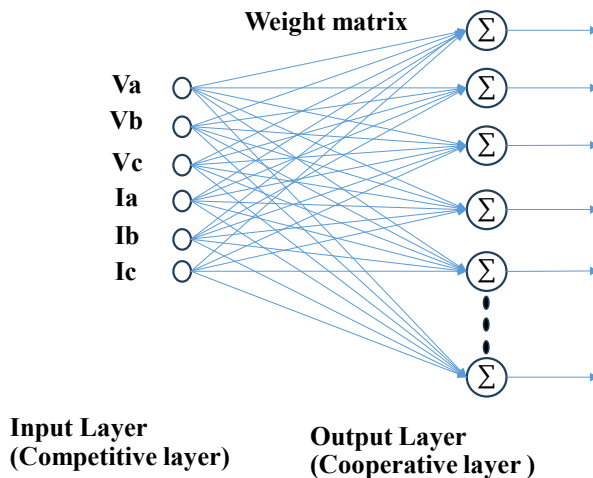 Weight matrix
Va
Vb
Vc
Ia
Ib
Ic
Σ
Σ
Σ
Σ
Σ
Σ
Input Layer
(Competitive layer)
Output Layer
(Cooperative layer )